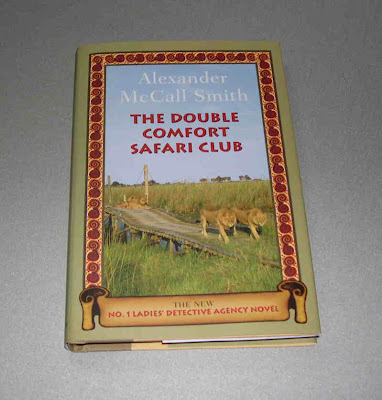 Alexander
McCall Smith
THE DOUBLE
COMFORT
SAFARI CLUB
THE NEW
NO. 1 LADIES' DETECTIVE AGENCY NOVEL